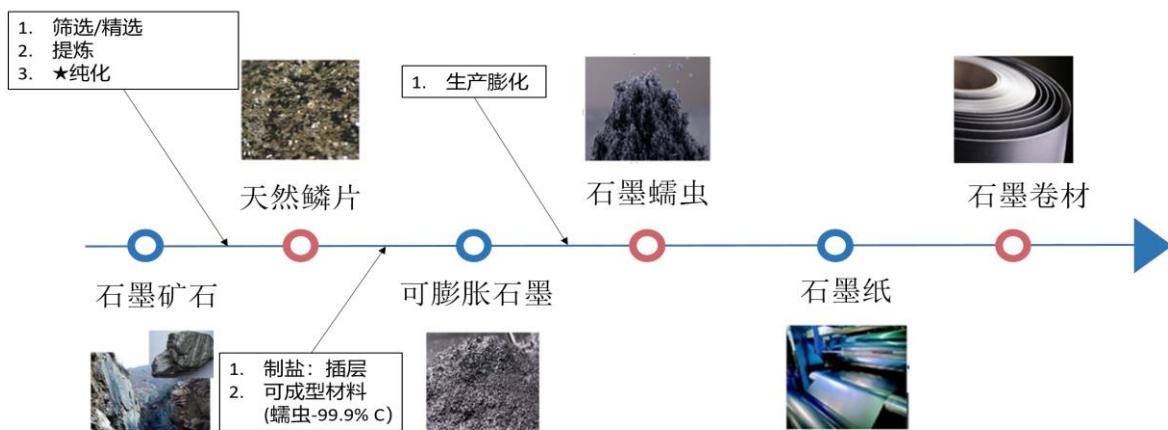 1. 筛选/精选
2. 提炼
3. ★纯化
1. 生产膨化
天然鳞片
石墨蠕虫
石墨卷材
石墨矿石
可膨胀石墨
石墨纸
1. 制盐：插层
2. 可成型材料
(蠕虫-99.9% C)